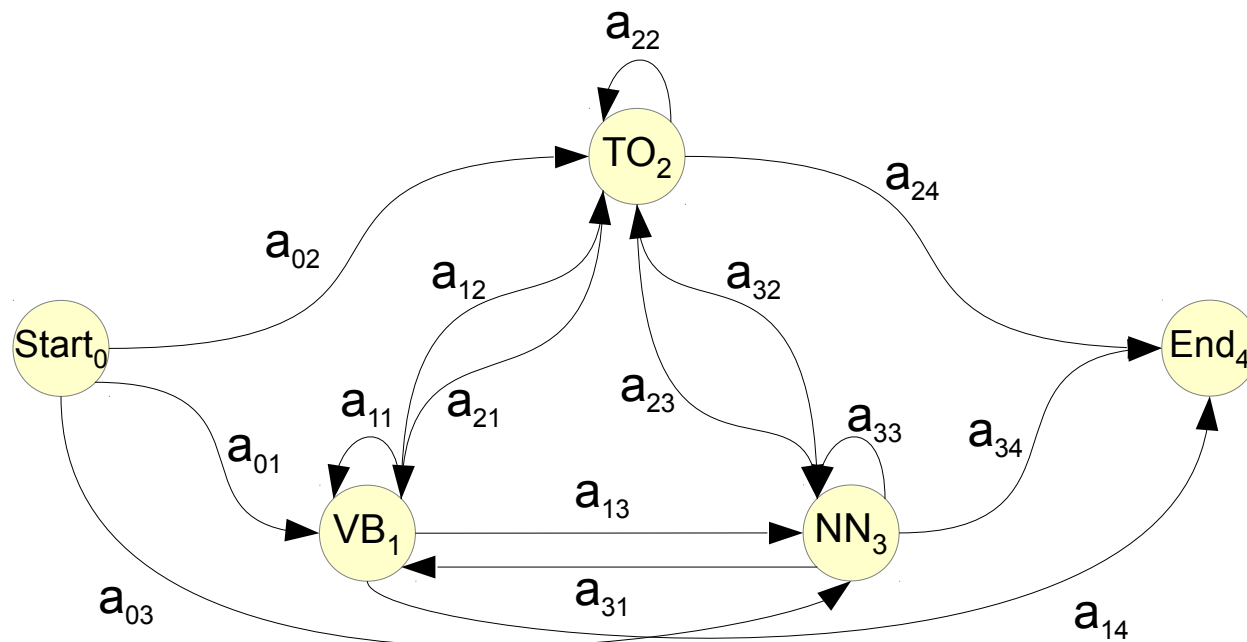 a₂₂
TO₂
a₂₄
a₀₂
a₁₂
a₃₂
Start₀
End₄
a₁₁
a₂₁
a₂₃
a₃₃
a₀₁
a₃₄
a₁₃
VB₁
NN₃
a₀₃
a₃₁
a₁₄